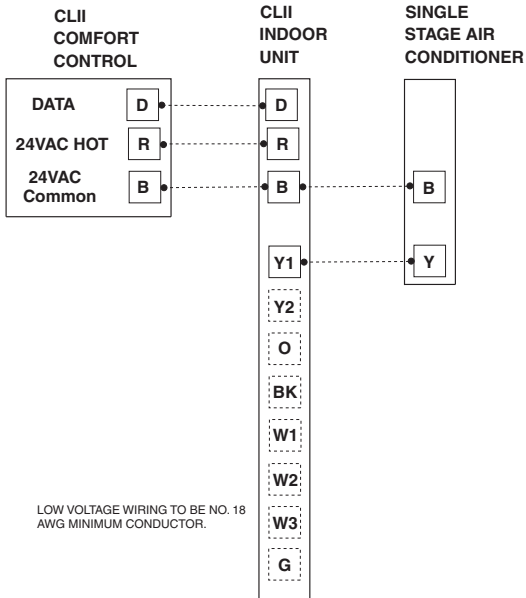 CLII
COMFORT
CONTROL
CLII
INDOOR
UNIT
SINGLE
STAGE AIR
CONDITIONER
DATA
D
24VAC HOT
R
24VAC
Common
B
D
R
B
Y1
Y2
O
BK
W1
W2
W3
G
B
Y
LOW VOLTAGE WIRING TO BE NO. 18
AWG MINIMUM CONDUCTOR.